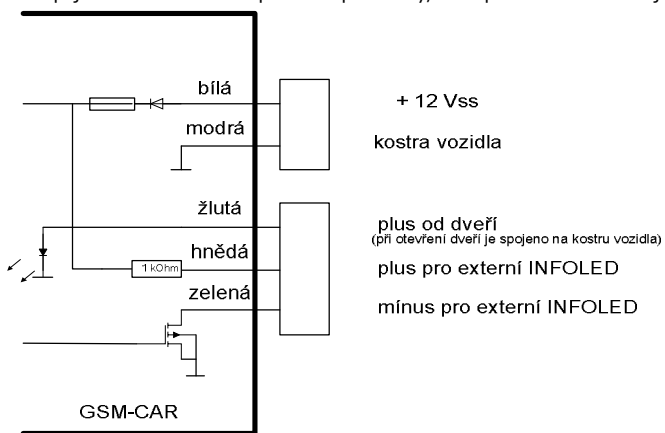 bílá
+ 12 Vss
modrá
kostra vozidla
žlutá
plus od dveří
(při otevření dveří je spojeno na kostru vozidla)
hnědá
1 kOhm
plus pro externí INFOLED
zelená
mínus pro externí INFOLED
GSM-CAR